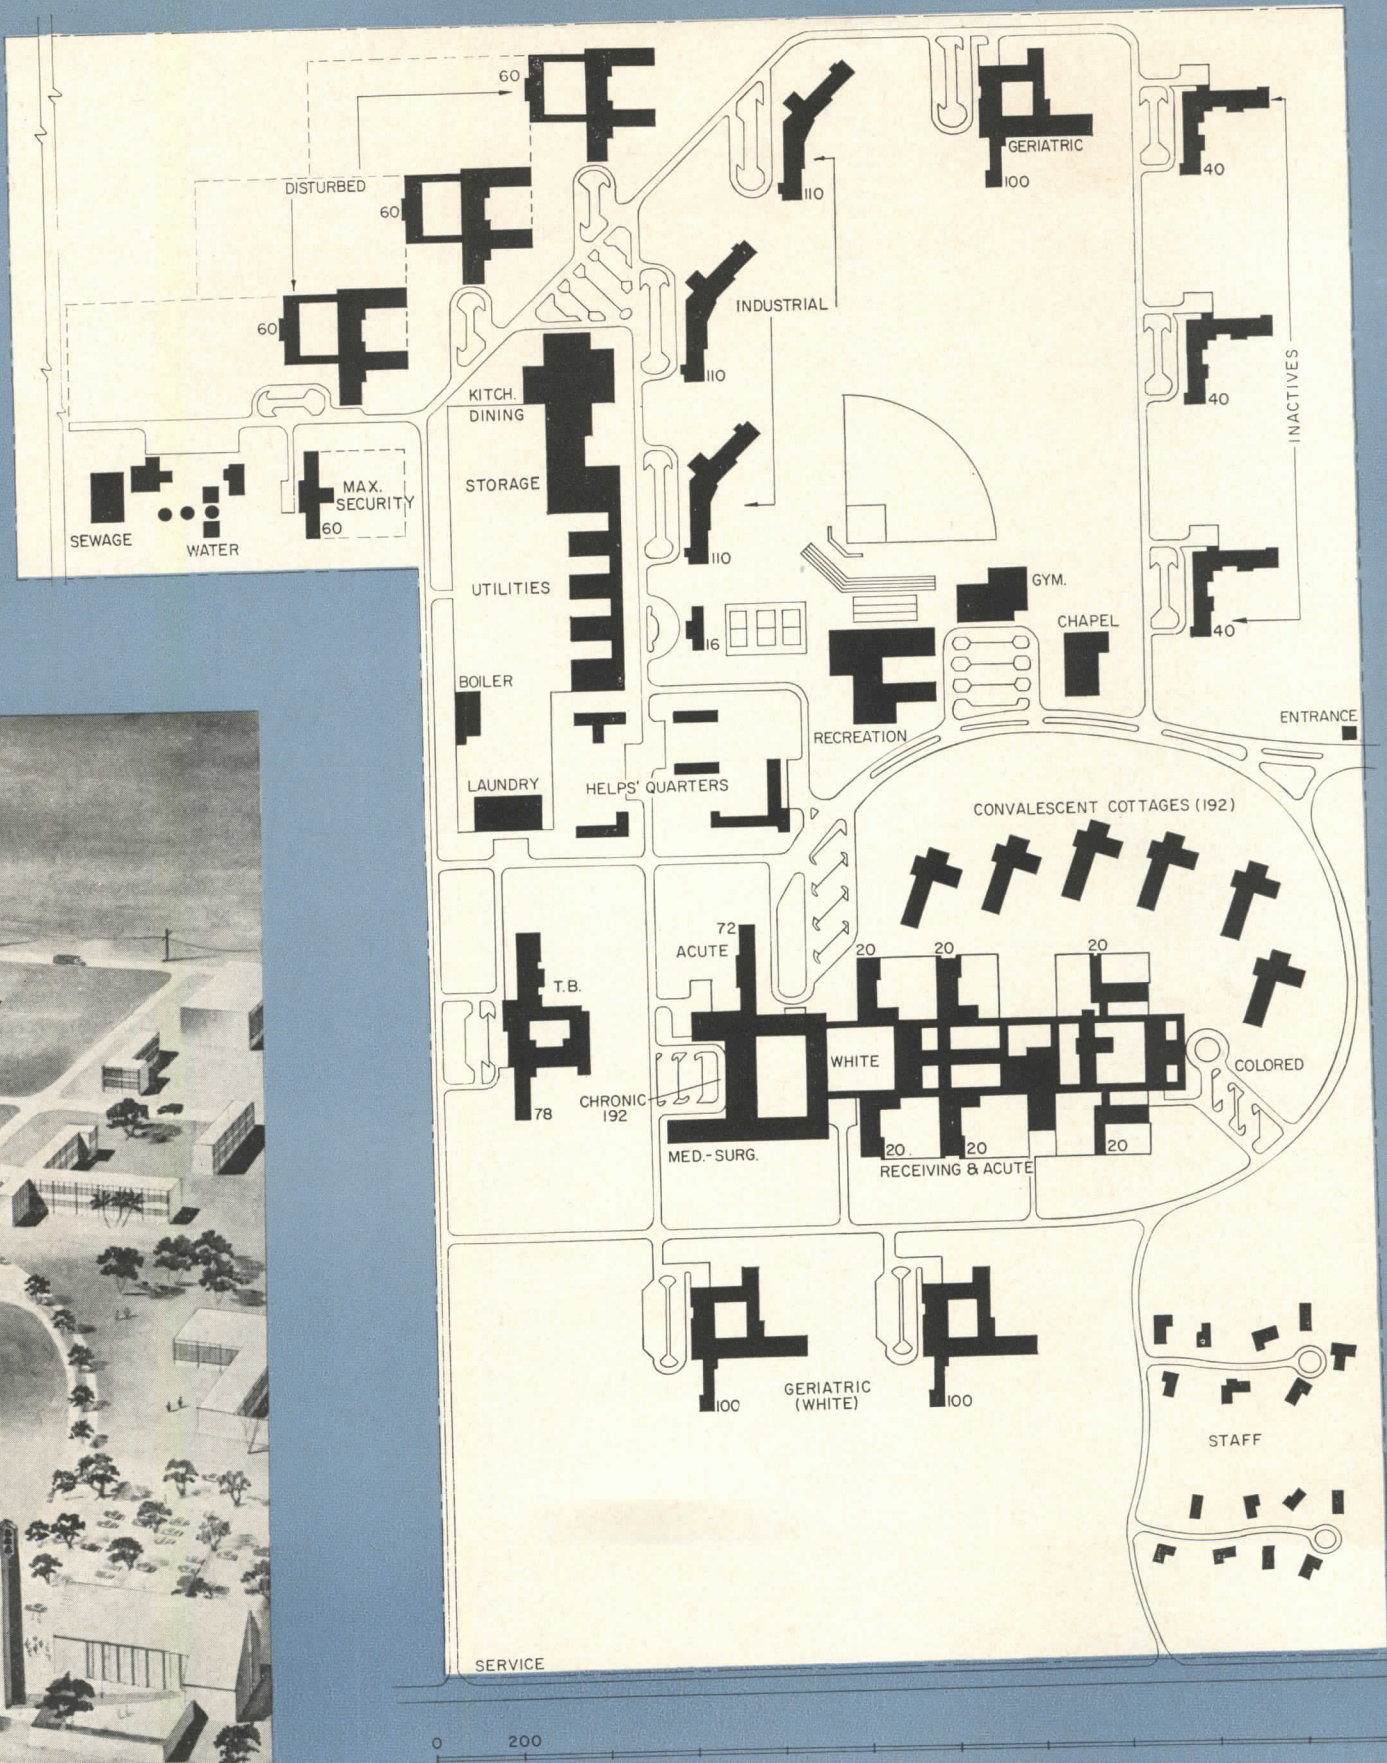 60
DISTURBED
60
60
GERIATRIC
100
40
110
INDUSTRIAL
110
40
INACTIVES
KITCH.
DINING
STORAGE
MAX.
SECURITY
60
SEWAGE
WATER
110
UTILITIES
GYM.
CHAPEL
40
16
BOILER
RECREATION
ENTRANCE
LAUNDRY
HELPS' QUARTERS
CONVALESCENT COTTAGES (192)
72
ACUTE
20
20
20
T.B.
WHITE
COLORED
CHRONIC
192
78
MED.-SURG.
20.
20
20
RECEIVING & ACUTE
GERIATRIC
(WHITE)
100
100
STAFF
SERVICE
0
200